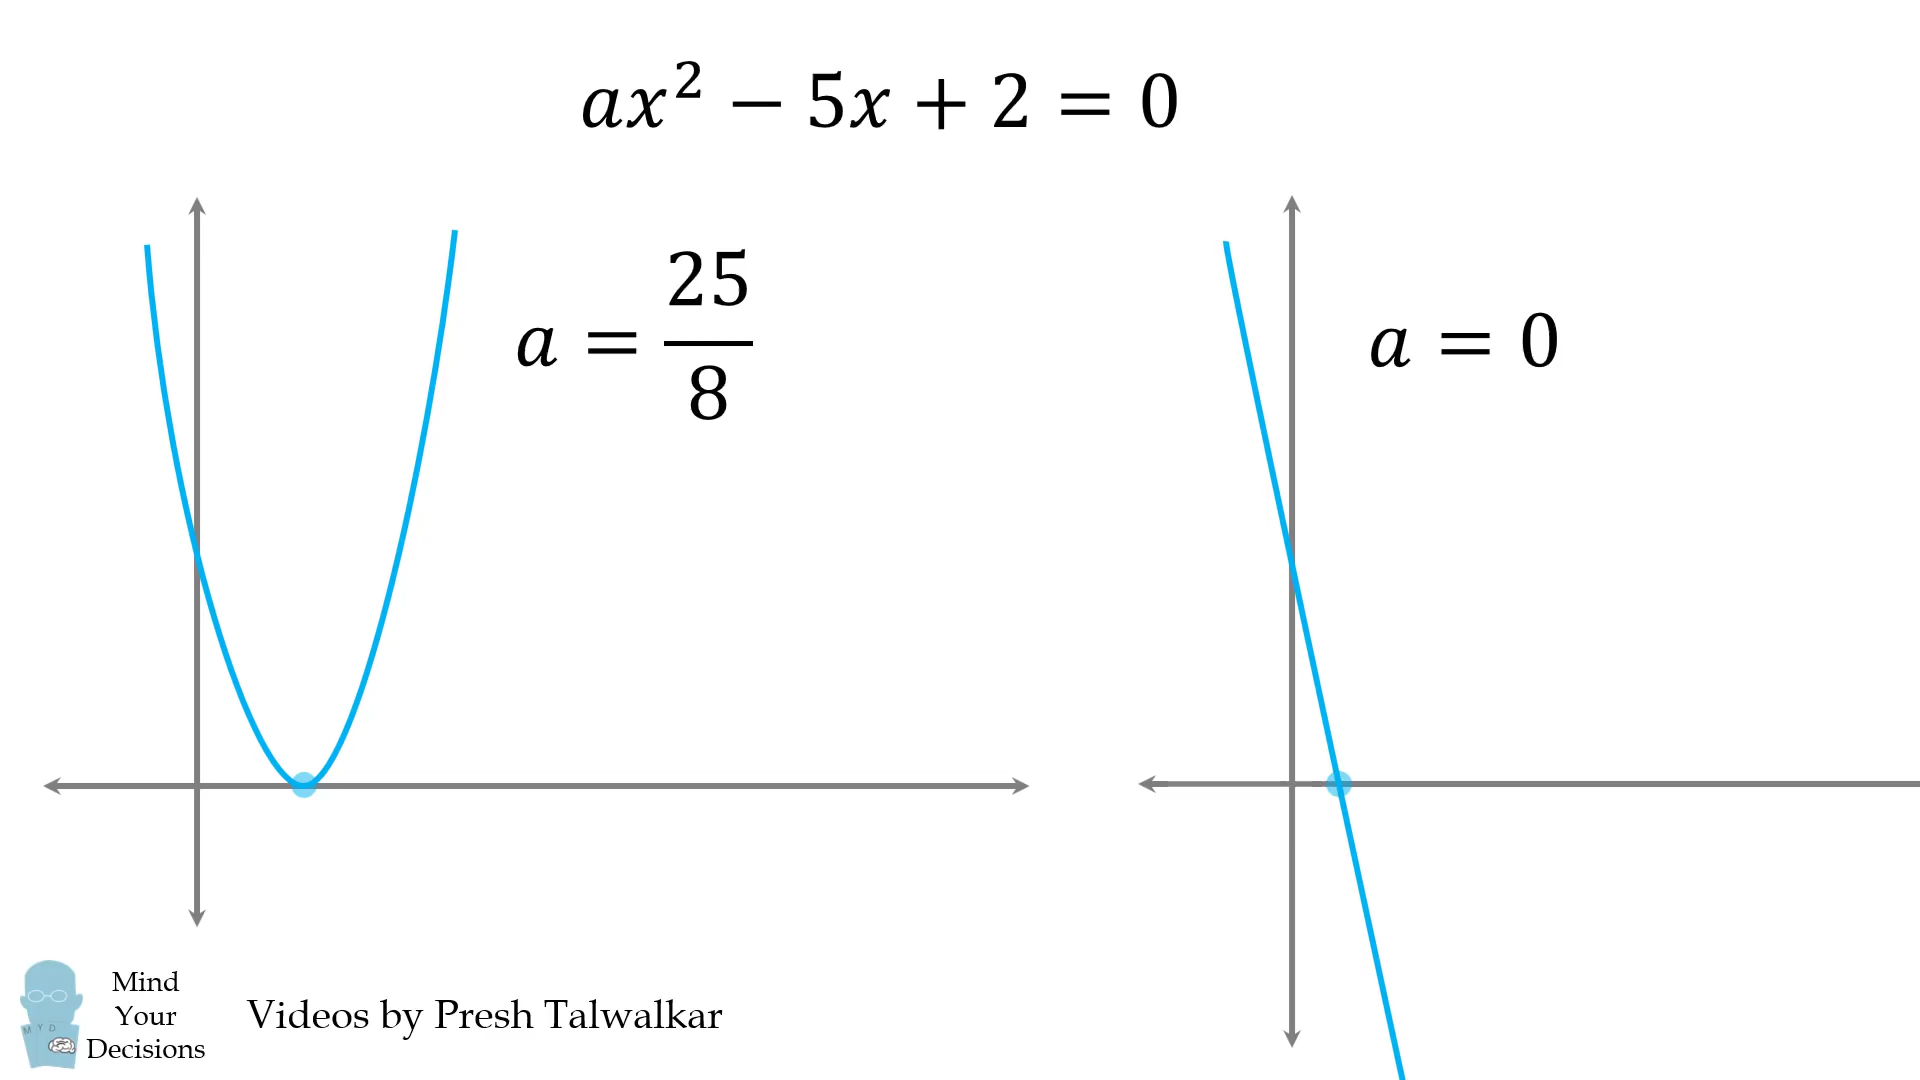 ax² − 5x + 2 = 0
a = 25/8
a = 0
M Y D
Mind
Your
Decisions
Videos by Presh Talwalkar